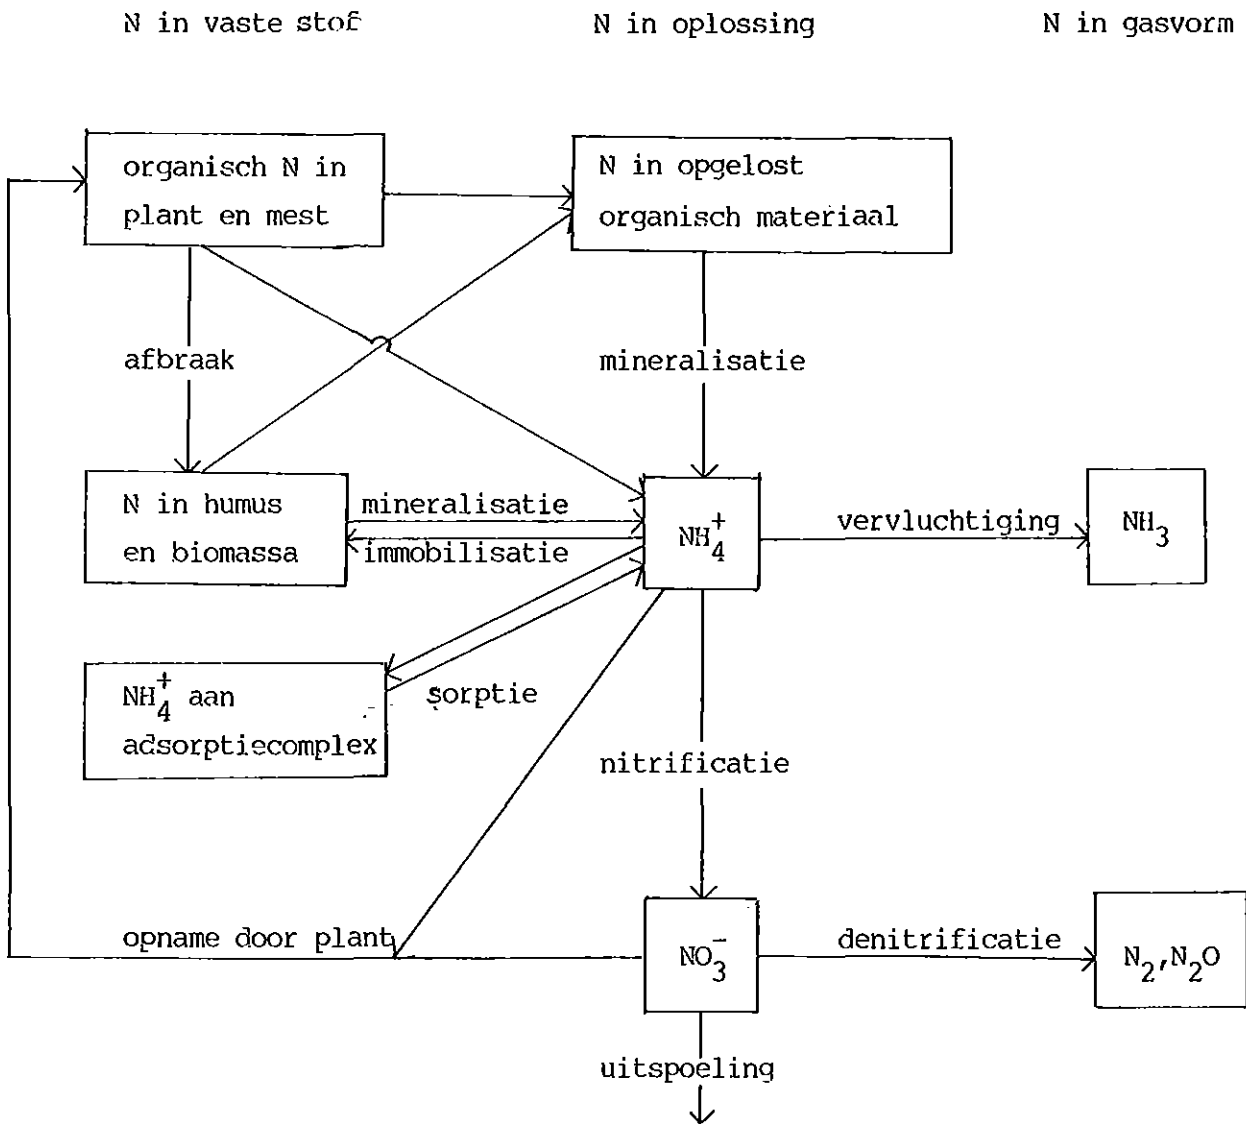 N in vaste stof
N in oplossing
N in gasvorm
organisch N in
plant en mest
N in opgelost
organisch materiaal
afbraak
mineralisatie
N in humus
en biomassa
mineralisatie
immobilisatie
NH₄⁺
vervluchtiging
NH₃
NH₄⁺ aan
adsorptiecomplex
sorptie
nitrificatie
opname door plant
NO₃⁻
denitrificatie
N₂,N₂O
uitspoeling